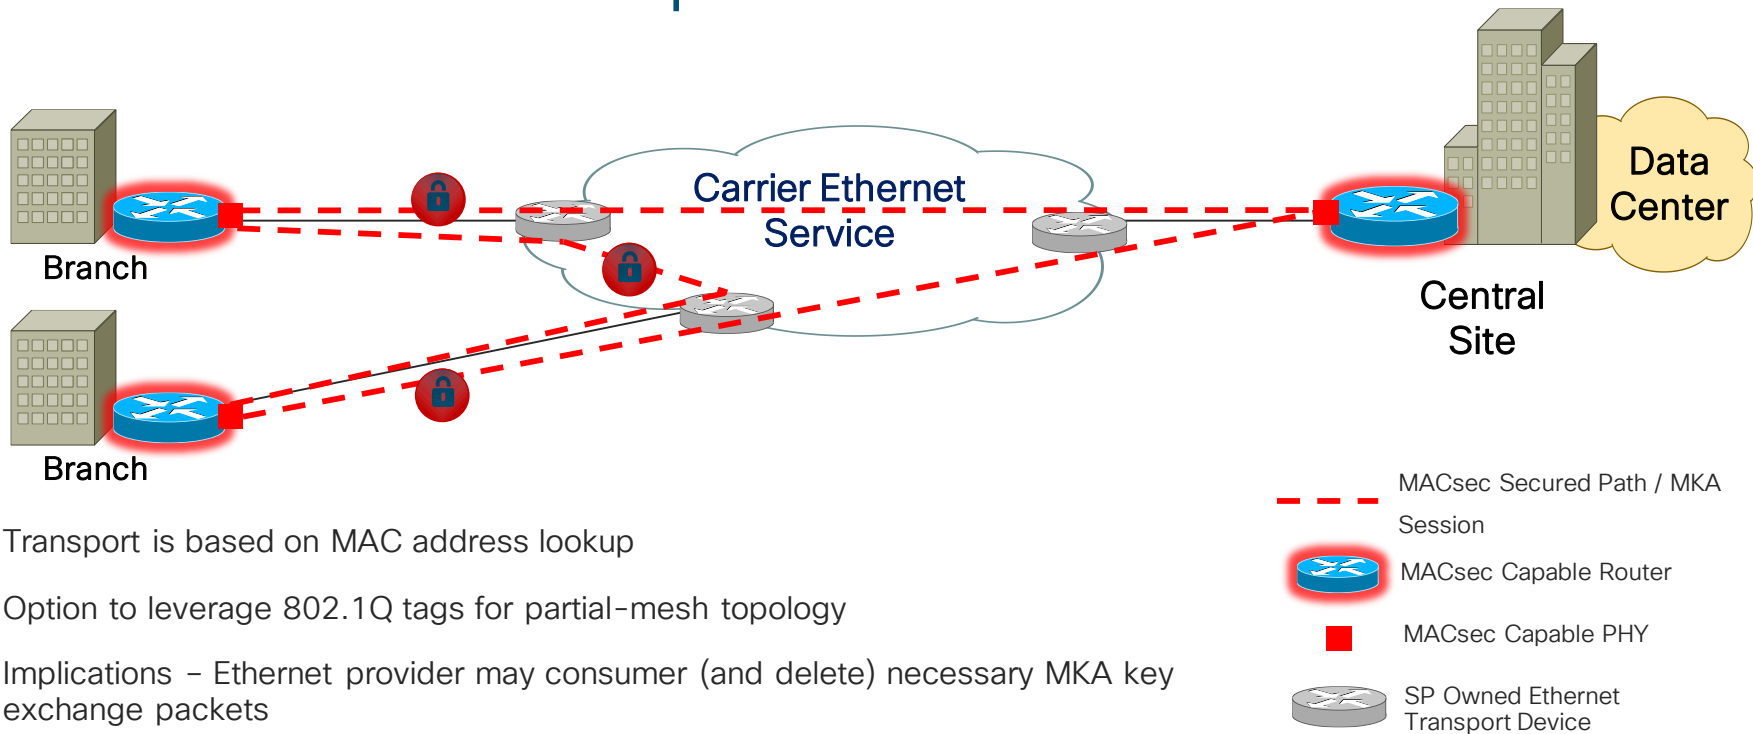 Carrier Ethernet
Service
Data
Center
Branch
Central
Site
Branch
MACsec Secured Path / MKA
Session
MACsec Capable Router
MACsec Capable PHY
SP Owned Ethernet
Transport Device
Transport is based on MAC address lookup
Option to leverage 802.1Q tags for partial-mesh topology
Implications – Ethernet provider may consumer (and delete) necessary MKA key
exchange packets